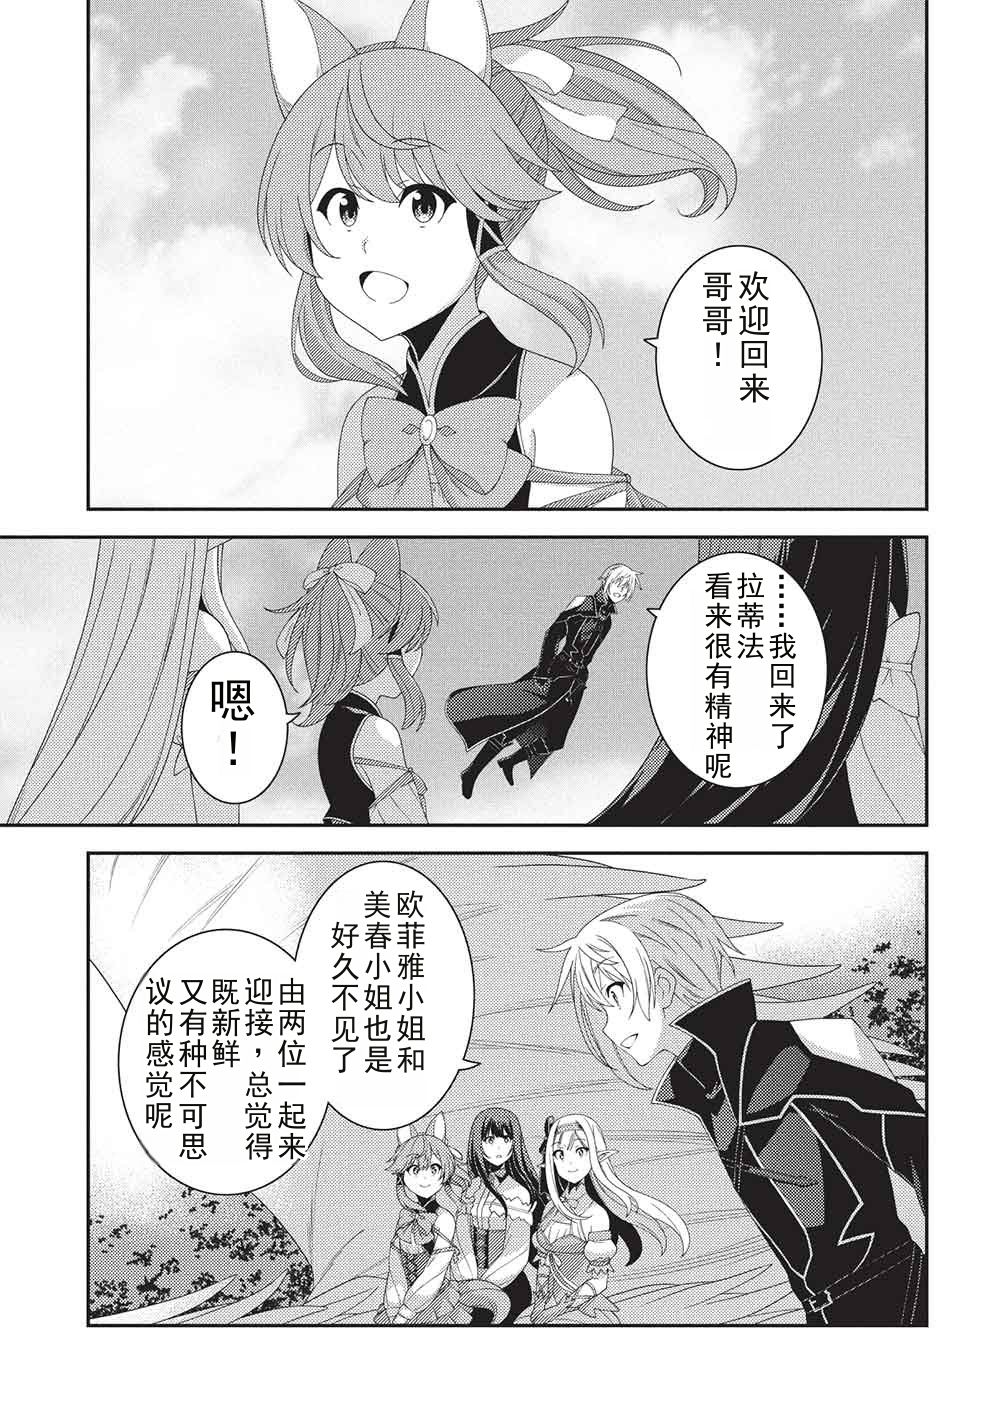 欢迎回来
哥哥！
……我回来了
拉蒂法
看来很有精神呢
嗯！
欧菲雅小姐和
美春小姐也是
好久不见了
由两位一起来
迎接，总觉得
既新鲜
又有种不可思
议的感觉呢